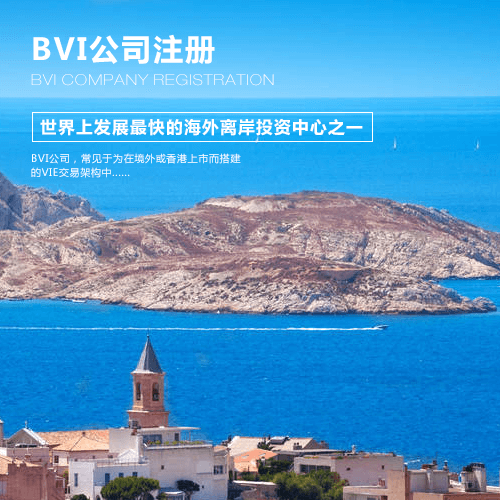 BVI公司注册
BVI COMPANY REGISTRATION
世界上发展最快的海外离岸投资中心之一
BVI公司，常见于为在境外或香港上市而搭建
的VIE交易架构中......